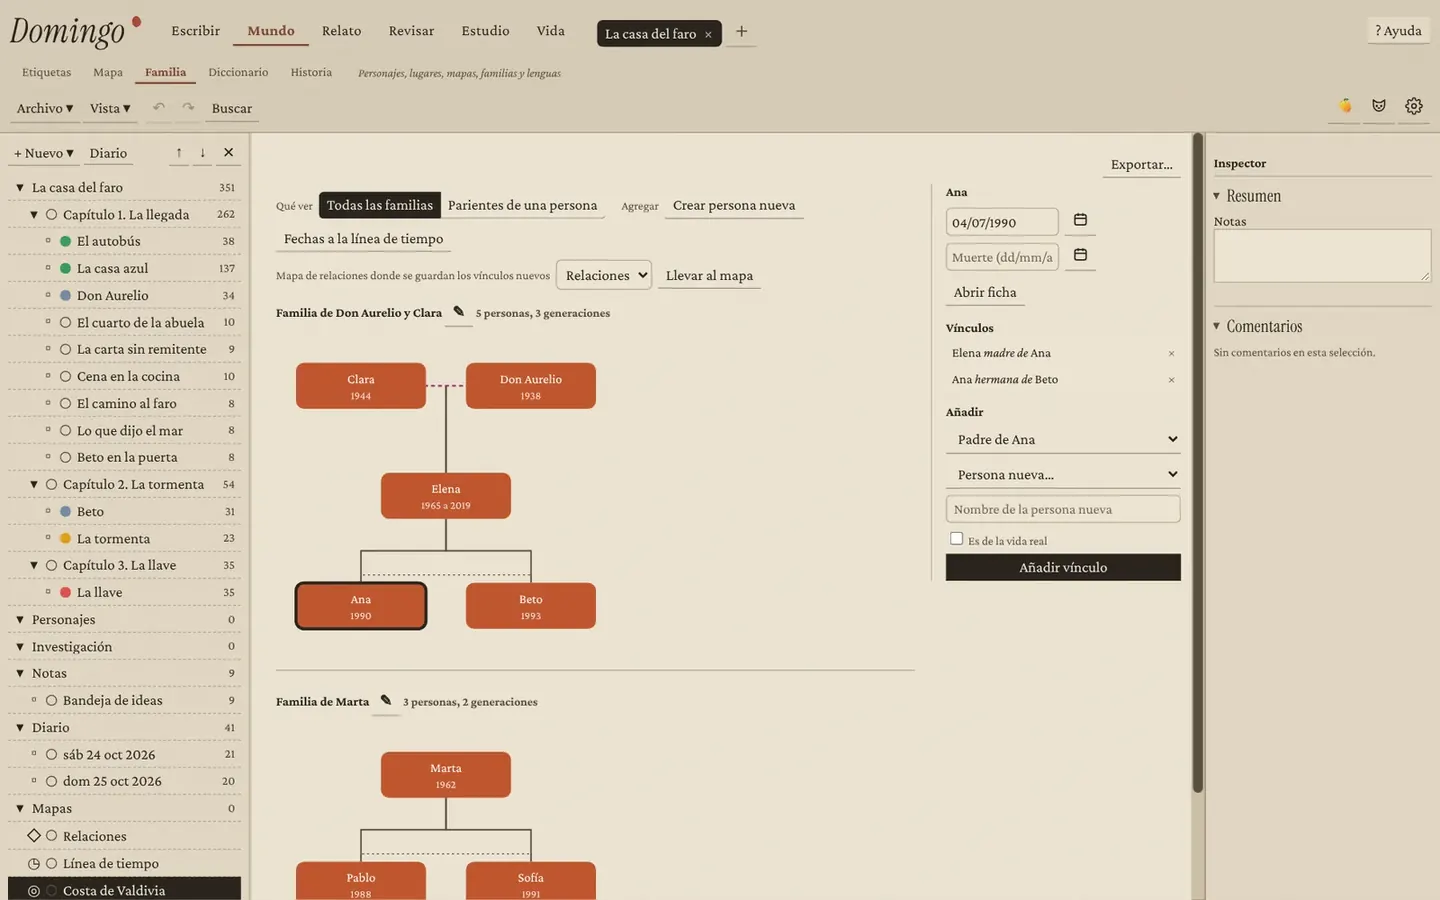 Domingo
Escribir Mundo Relato Revisar Estudio Vida La casa del faro × + ? Ayuda
Etiquetas Mapa Familia Diccionario Historia Personajes, lugares, mapas, familias y lenguas
Archivo ▾ Vista ▾ ↶ ↷ Buscar
+ Nuevo ▾ Diario ↑ ↓ ✕
▼ La casa del faro 351
▼ Capítulo 1. La llegada 262
El autobús 38
La casa azul 137
Don Aurelio 34
El cuarto de la abuela 10
La carta sin remitente 9
Cena en la cocina 10
El camino al faro 8
Lo que dijo el mar 8
Beto en la puerta 8
▼ Capítulo 2. La tormenta 54
Beto 31
La tormenta 23
▼ Capítulo 3. La llave 35
La llave 35
▼ Personajes 0
▼ Investigación 0
▼ Notas 9
Bandeja de ideas 9
▼ Diario 41
sáb 24 oct 2026 21
dom 25 oct 2026 20
▼ Mapas 0
Relaciones
Línea de tiempo
Costa de Valdivia
Exportar...
Qué ver Todas las familias Parientes de una persona Agregar Crear persona nueva
Fechas a la línea de tiempo
Mapa de relaciones donde se guardan los vínculos nuevos Relaciones Llevar al mapa
Familia de Don Aurelio y Clara ✎ 5 personas, 3 generaciones
Clara
1944
Don Aurelio
1938
Elena
1965 a 2019
Ana
1990
Beto
1993
Familia de Marta ✎ 3 personas, 2 generaciones
Marta
1962
Pablo
1988
Sofía
1991
Ana
04/07/1990
Muerte (dd/mm/a
Abrir ficha
Vínculos
Elena madre de Ana ×
Ana hermana de Beto ×
Añadir
Padre de Ana
Persona nueva...
Nombre de la persona nueva
Es de la vida real
Añadir vínculo
Inspector
▼ Resumen
Notas
▼ Comentarios
Sin comentarios en esta selección.